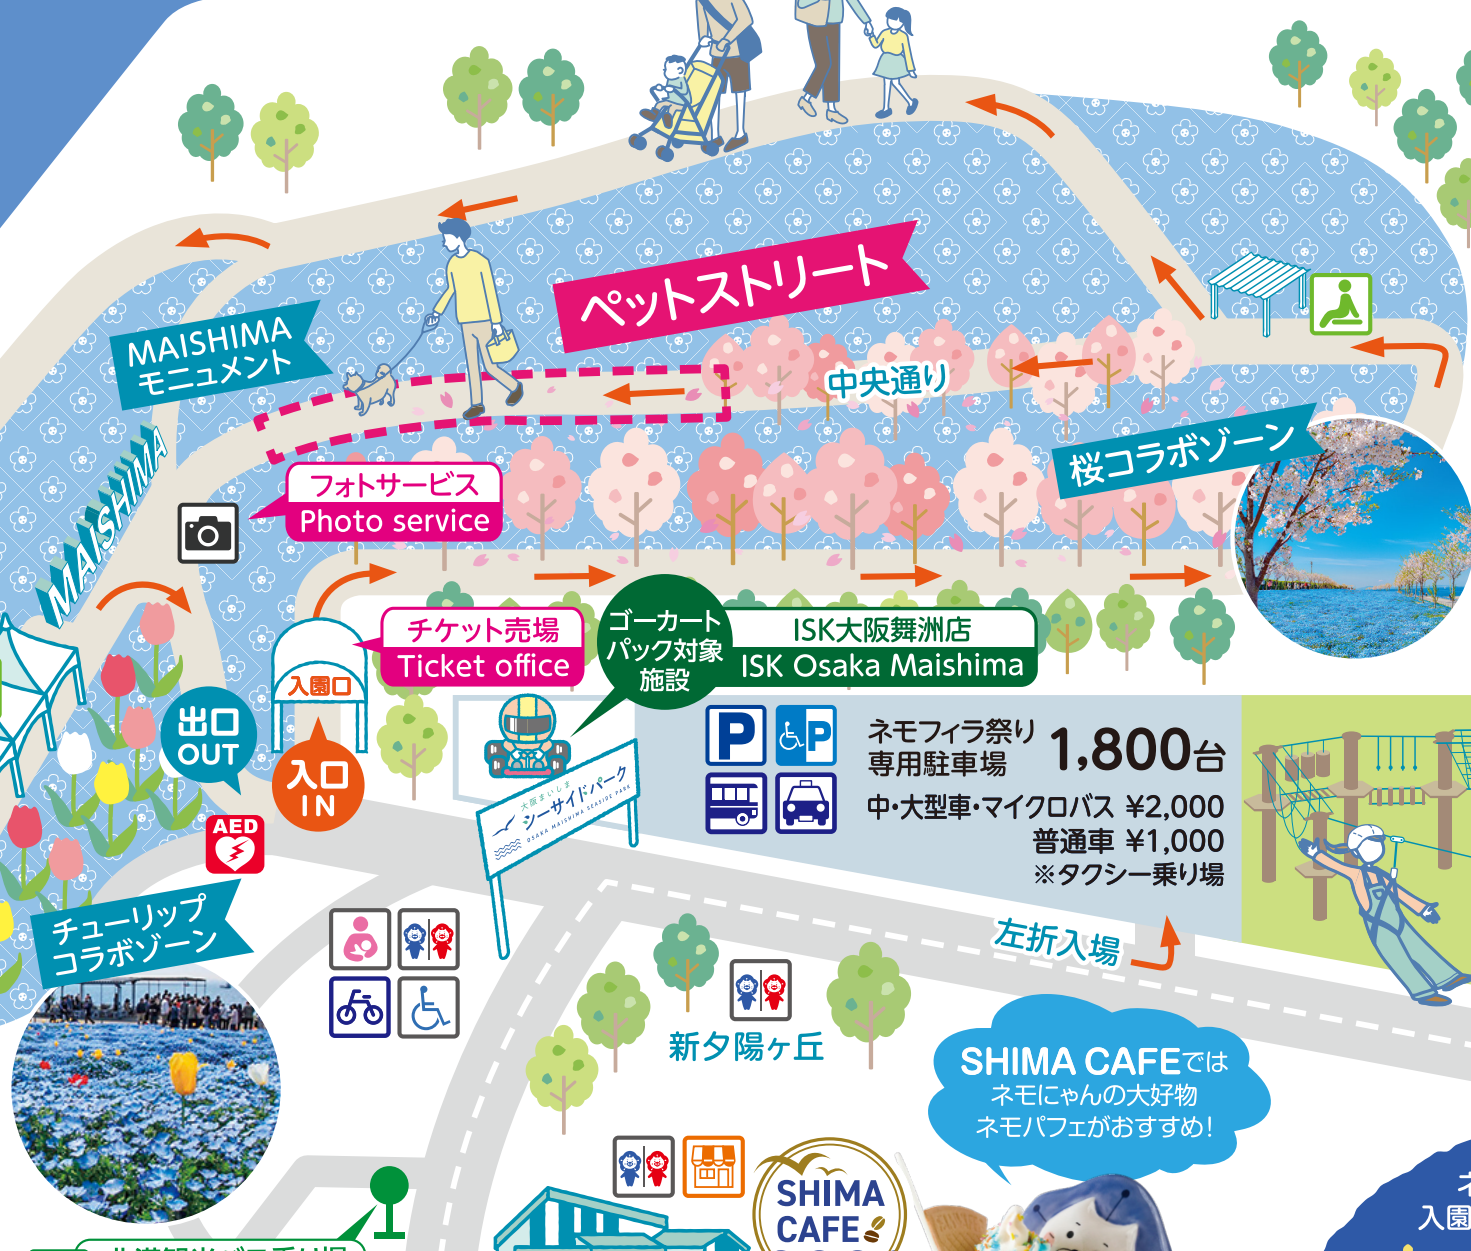 ペットストリート
MAISHIMA
モニュメント
中央通り
桜コラボゾーン
MAISHIMA
フォトサービス
Photo service
チケット売場
Ticket office
ゴーカート
パック対象
施設
ISK大阪舞洲店
ISK Osaka Maishima
入園口
出口
OUT
入口
IN
大阪まいしま
シーサイドパーク
OSAKA MAISHIMA SEASIDE PARK
P
P
ネモフィラ祭り
専用駐車場
1,800台
中・大型車・マイクロバス ¥2,000
普通車 ¥1,000
※タクシー乗り場
AED
チューリップ
コラボゾーン
左折入場
新夕陽ヶ丘
SHIMA CAFEでは
ネモにゃんの大好物
ネモパフェがおすすめ!
SHIMA
CAFE
入園